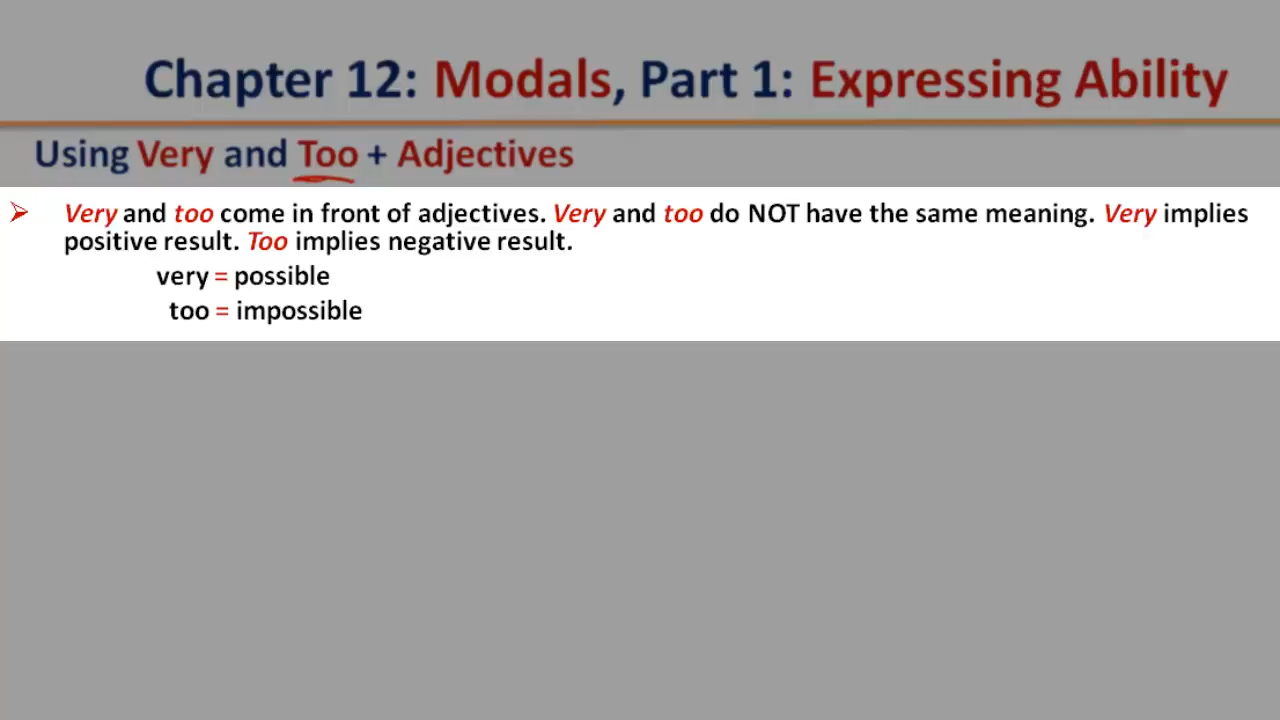 Chapter 12: Modals, Part 1: Expressing Ability
Using Very and Too + Adjectives
Very and too come in front of adjectives. Very and too do NOT have the same meaning. Very implies
positive result. Too implies negative result.
very = possible
too = impossible